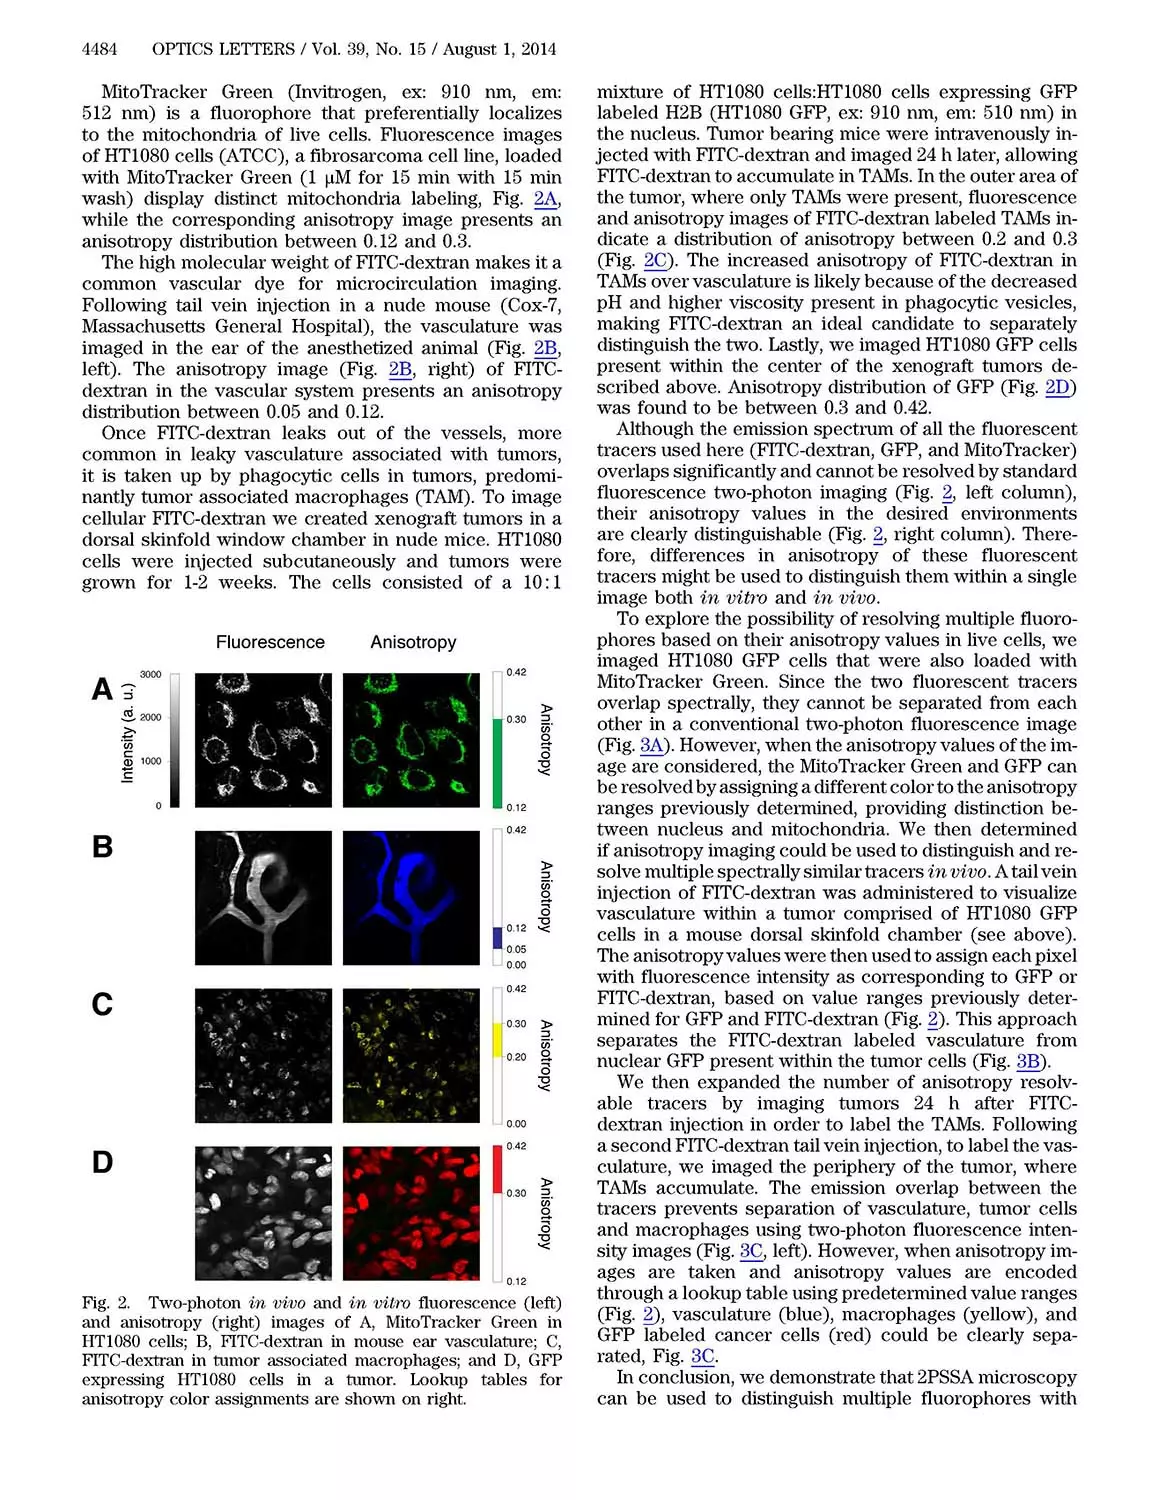 4484 OPTICS LETTERS / Vol. 39, No. 15 / August 1, 2014
MitoTracker Green (Invitrogen, ex: 910 nm, em:
512 nm) is a fluorophore that preferentially localizes
to the mitochondria of live cells. Fluorescence images
of HT1080 cells (ATCC), a fibrosarcoma cell line, loaded
with MitoTracker Green (1 μM for 15 min with 15 min
wash) display distinct mitochondria labeling, Fig. 2A,
while the corresponding anisotropy image presents an
anisotropy distribution between 0.12 and 0.3.
The high molecular weight of FITC-dextran makes it a
common vascular dye for microcirculation imaging.
Following tail vein injection in a nude mouse (Cox-7,
Massachusetts General Hospital), the vasculature was
imaged in the ear of the anesthetized animal (Fig. 2B,
left). The anisotropy image (Fig. 2B, right) of FITC-
dextran in the vascular system presents an anisotropy
distribution between 0.05 and 0.12.
Once FITC-dextran leaks out of the vessels, more
common in leaky vasculature associated with tumors,
it is taken up by phagocytic cells in tumors, predomi-
nantly tumor associated macrophages (TAM). To image
cellular FITC-dextran we created xenograft tumors in a
dorsal skinfold window chamber in nude mice. HT1080
cells were injected subcutaneously and tumors were
grown for 1-2 weeks. The cells consisted of a 10:1
Fluorescence Anisotropy
A
Intensity (a. u.)
3000
2000
1000
0
0.42
0.30
0.12
Anisotropy
B
0.42
0.12
0.05
0.00
Anisotropy
C
0.42
0.30
0.20
0.00
Anisotropy
D
0.42
0.30
0.12
Anisotropy
Fig. 2. Two-photon in vivo and in vitro fluorescence (left)
and anisotropy (right) images of A, MitoTracker Green in
HT1080 cells; B, FITC-dextran in mouse ear vasculature; C,
FITC-dextran in tumor associated macrophages; and D, GFP
expressing HT1080 cells in a tumor. Lookup tables for
anisotropy color assignments are shown on right.
mixture of HT1080 cells:HT1080 cells expressing GFP
labeled H2B (HT1080 GFP, ex: 910 nm, em: 510 nm) in
the nucleus. Tumor bearing mice were intravenously in-
jected with FITC-dextran and imaged 24 h later, allowing
FITC-dextran to accumulate in TAMs. In the outer area of
the tumor, where only TAMs were present, fluorescence
and anisotropy images of FITC-dextran labeled TAMs in-
dicate a distribution of anisotropy between 0.2 and 0.3
(Fig. 2C). The increased anisotropy of FITC-dextran in
TAMs over vasculature is likely because of the decreased
pH and higher viscosity present in phagocytic vesicles,
making FITC-dextran an ideal candidate to separately
distinguish the two. Lastly, we imaged HT1080 GFP cells
present within the center of the xenograft tumors de-
scribed above. Anisotropy distribution of GFP (Fig. 2D)
was found to be between 0.3 and 0.42.
Although the emission spectrum of all the fluorescent
tracers used here (FITC-dextran, GFP, and MitoTracker)
overlaps significantly and cannot be resolved by standard
fluorescence two-photon imaging (Fig. 2, left column),
their anisotropy values in the desired environments
are clearly distinguishable (Fig. 2, right column). There-
fore, differences in anisotropy of these fluorescent
tracers might be used to distinguish them within a single
image both in vitro and in vivo.
To explore the possibility of resolving multiple fluoro-
phores based on their anisotropy values in live cells, we
imaged HT1080 GFP cells that were also loaded with
MitoTracker Green. Since the two fluorescent tracers
overlap spectrally, they cannot be separated from each
other in a conventional two-photon fluorescence image
(Fig. 3A). However, when the anisotropy values of the im-
age are considered, the MitoTracker Green and GFP can
be resolved by assigning a different color to the anisotropy
ranges previously determined, providing distinction be-
tween nucleus and mitochondria. We then determined
if anisotropy imaging could be used to distinguish and re-
solve multiple spectrally similar tracers in vivo. A tail vein
injection of FITC-dextran was administered to visualize
vasculature within a tumor comprised of HT1080 GFP
cells in a mouse dorsal skinfold chamber (see above).
The anisotropy values were then used to assign each pixel
with fluorescence intensity as corresponding to GFP or
FITC-dextran, based on value ranges previously deter-
mined for GFP and FITC-dextran (Fig. 2). This approach
separates the FITC-dextran labeled vasculature from
nuclear GFP present within the tumor cells (Fig. 3B).
We then expanded the number of anisotropy resolv-
able tracers by imaging tumors 24 h after FITC-
dextran injection in order to label the TAMs. Following
a second FITC-dextran tail vein injection, to label the vas-
culature, we imaged the periphery of the tumor, where
TAMs accumulate. The emission overlap between the
tracers prevents separation of vasculature, tumor cells
and macrophages using two-photon fluorescence inten-
sity images (Fig. 3C, left). However, when anisotropy im-
ages are taken and anisotropy values are encoded
through a lookup table using predetermined value ranges
(Fig. 2), vasculature (blue), macrophages (yellow), and
GFP labeled cancer cells (red) could be clearly sepa-
rated, Fig. 3C.
In conclusion, we demonstrate that 2PSSA microscopy
can be used to distinguish multiple fluorophores with